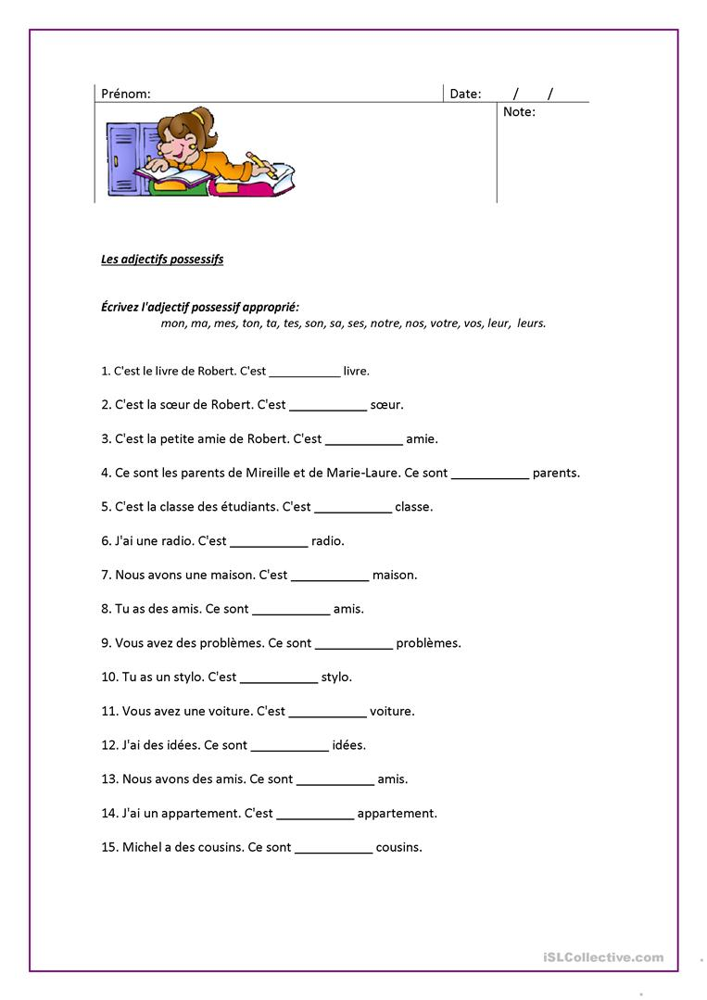 Prénom:
Date: / /
Note:
Les adjectifs possessifs
Écrivez l'adjectif possessif approprié:
mon, ma, mes, ton, ta, tes, son, sa, ses, notre, nos, votre, vos, leur, leurs.
1. C'est le livre de Robert. C'est ___________ livre.
2. C'est la sœur de Robert. C'est ___________ sœur.
3. C'est la petite amie de Robert. C'est ___________ amie.
4. Ce sont les parents de Mireille et de Marie-Laure. Ce sont ___________ parents.
5. C'est la classe des étudiants. C'est ___________ classe.
6. J'ai une radio. C'est ___________ radio.
7. Nous avons une maison. C'est ___________ maison.
8. Tu as des amis. Ce sont ___________ amis.
9. Vous avez des problèmes. Ce sont ___________ problèmes.
10. Tu as un stylo. C'est ___________ stylo.
11. Vous avez une voiture. C'est ___________ voiture.
12. J'ai des idées. Ce sont ___________ idées.
13. Nous avons des amis. Ce sont ___________ amis.
14. J'ai un appartement. C'est ___________ appartement.
15. Michel a des cousins. Ce sont ___________ cousins.
iSLCollective.com